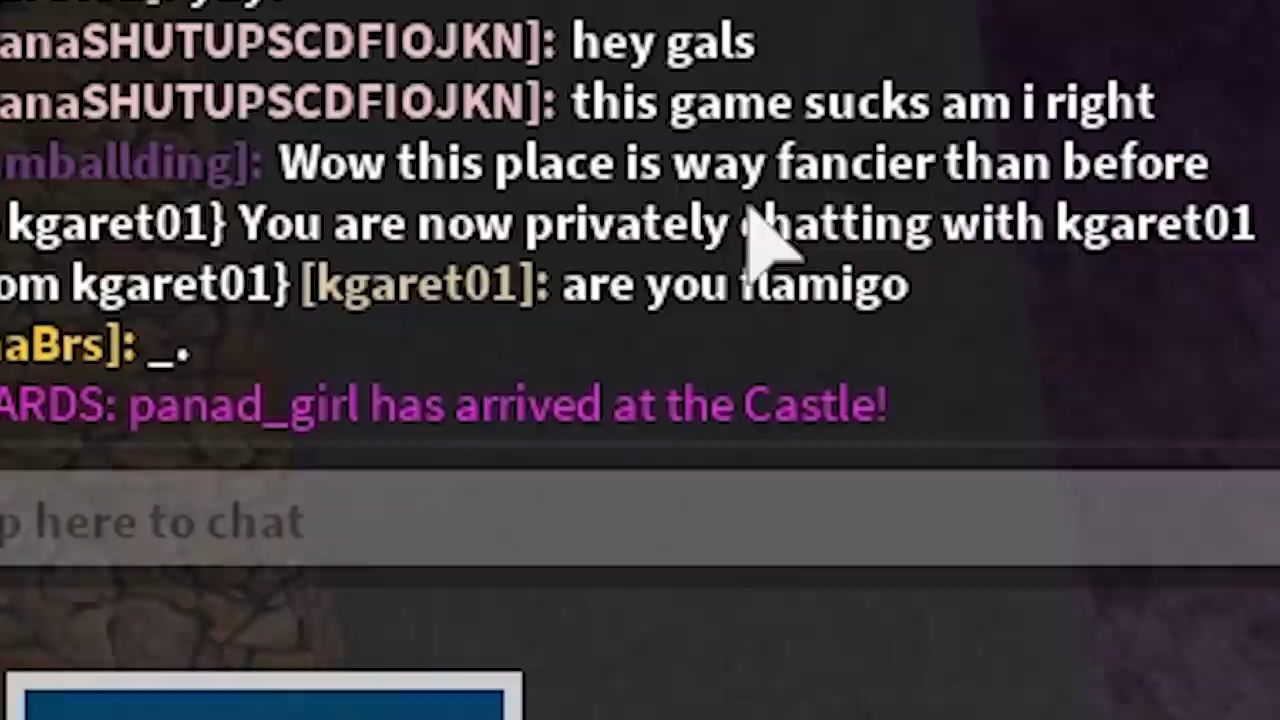 anaSHUTUPSCDFIOJKN]: hey gals
anaSHUTUPSCDFIOJKN]: this game sucks am i right
mballding]: Wow this place is way fancier than before
kgaret01} You are now privately chatting with kgaret01
om kgaret01} [kgaret01]: are you flamigo
aBrs]: _.
ARDS: panad_girl has arrived at the Castle!
p here to chat